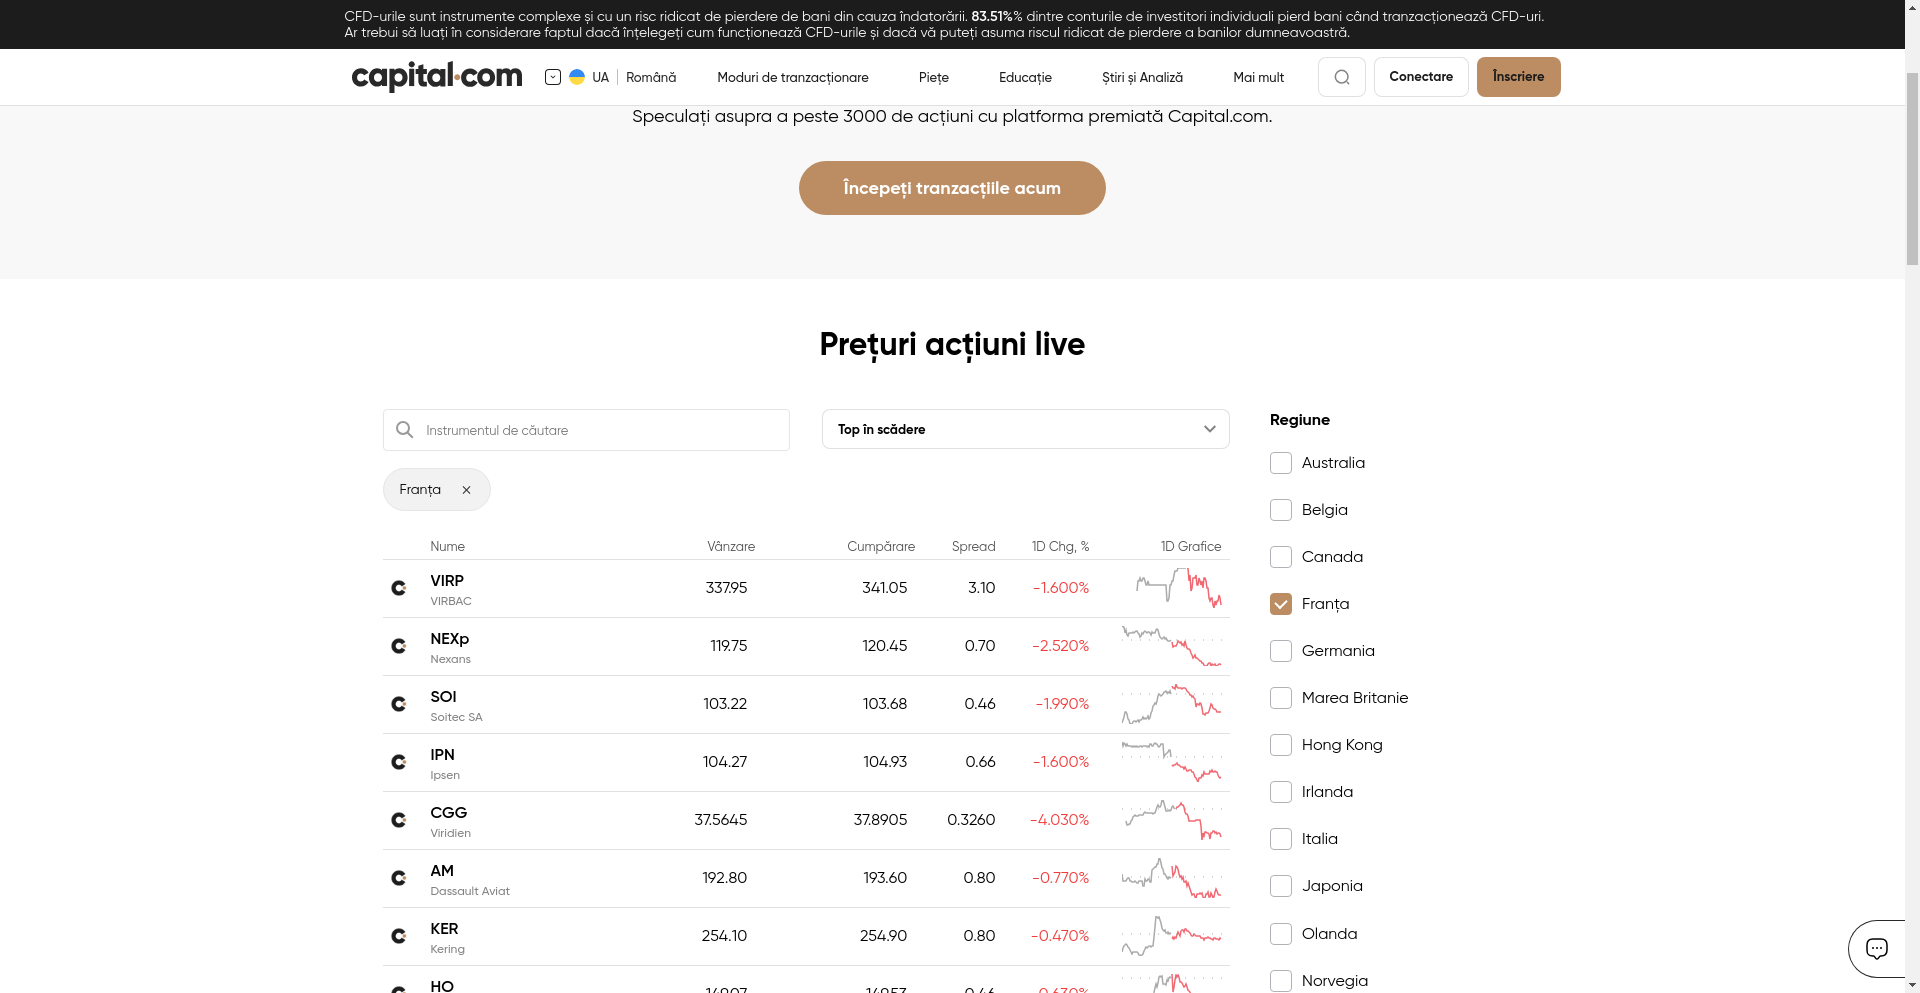 CFD-urile sunt instrumente complexe și cu un risc ridicat de pierdere de bani din cauza îndatorării. 83.51%% dintre conturile de investitori individuali pierd bani când tranzacționează CFD-uri.
Ar trebui să luați în considerare faptul dacă înțelegeți cum funcționează CFD-urile și dacă vă puteți asuma riscul ridicat de pierdere a banilor dumneavoastră.
capital.com UA Română Moduri de tranzacționare Piețe Educație Știri și Analiză Mai mult Conectare Înscriere
Speculați asupra a peste 3000 de acțiuni cu platforma premiată Capital.com.
Începeți tranzacțiile acum
Prețuri acțiuni live
Instrumentul de căutare
Top în scădere
Franța
Nume Vânzare Cumpărare Spread 1D Chg, % 1D Grafice
VIRP 337.95 341.05 3.10 -1.600%
VIRBAC
NEXp 119.75 120.45 0.70 -2.520%
Nexans
SOI 103.22 103.68 0.46 -1.990%
Soitec SA
IPN 104.27 104.93 0.66 -1.600%
Ipsen
CGG 37.5645 37.8905 0.3260 -4.030%
Viridien
AM 192.80 193.60 0.80 -0.770%
Dassault Aviat
KER 254.10 254.90 0.80 -0.470%
Kering
HO 149.07 149.53 0.46 -0.630%
Regiune
Australia
Belgia
Canada
Franța
Germania
Marea Britanie
Hong Kong
Irlanda
Italia
Japonia
Olanda
Norvegia